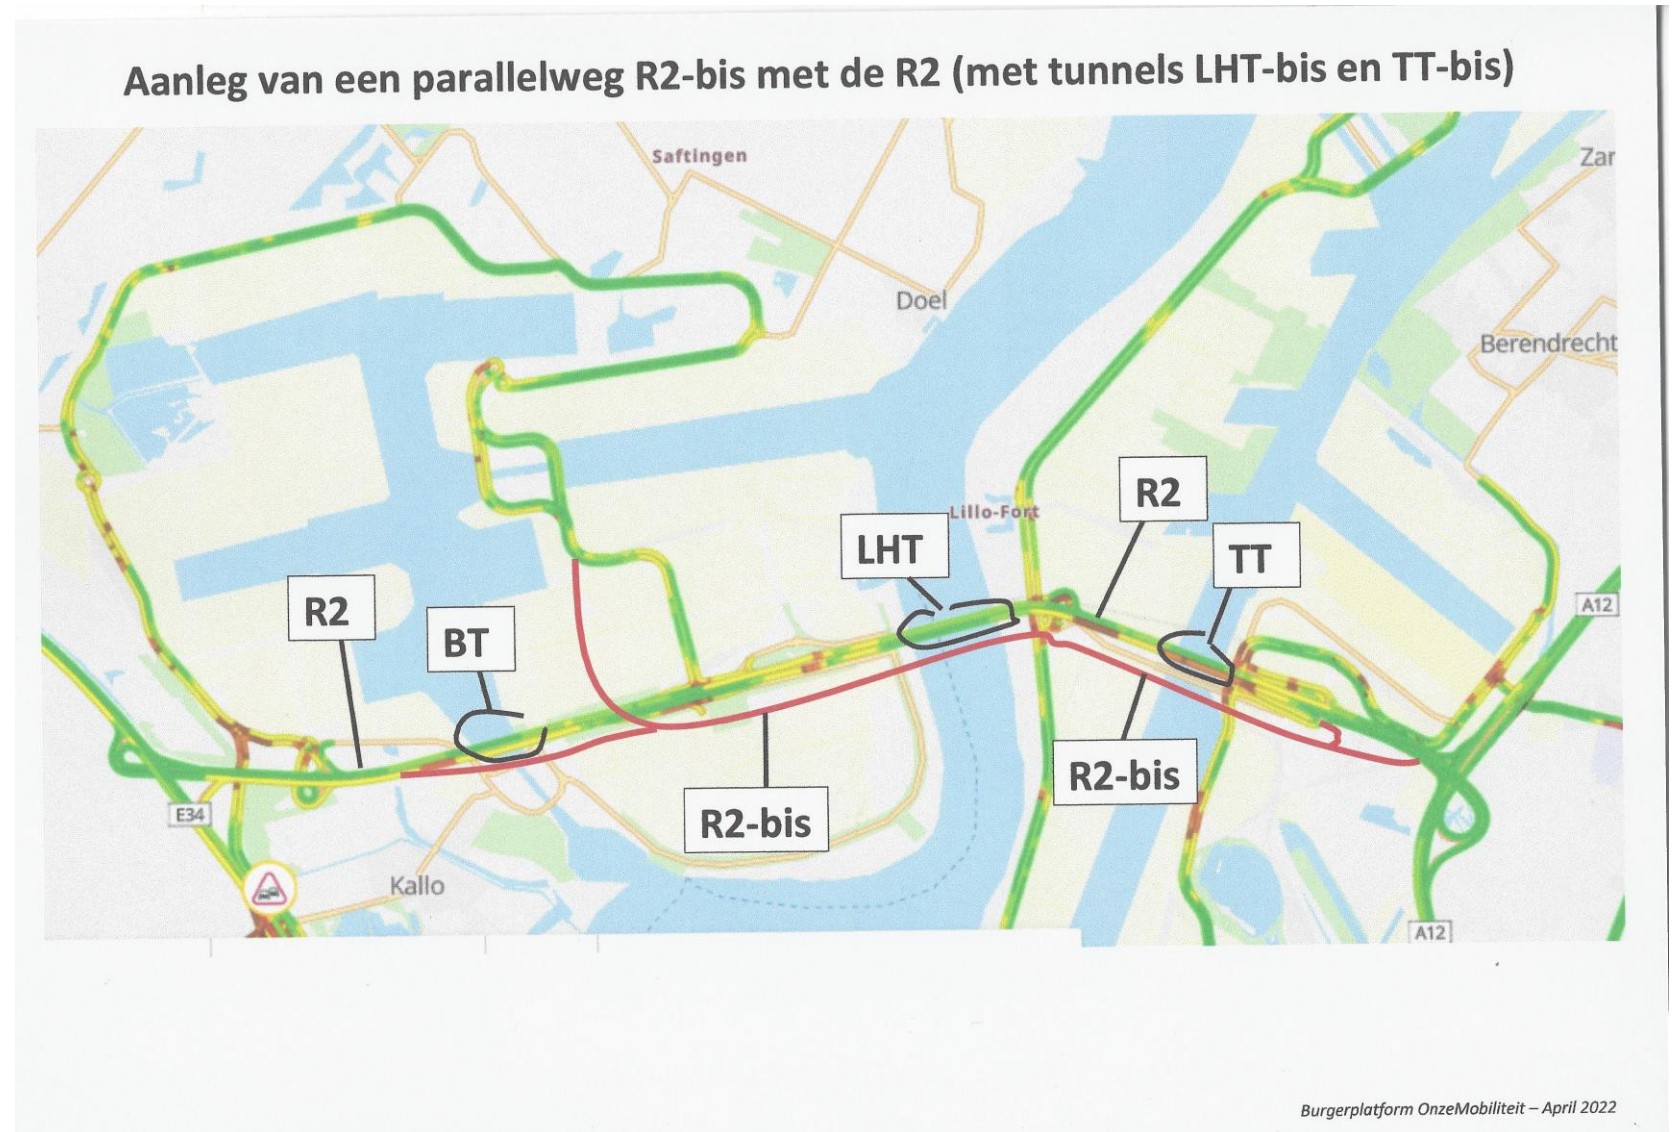 Aanleg van een parallelweg R2-bis met de R2 (met tunnels LHT-bis en TT-bis)
Saftingen
Zar
Doel
Berendrecht
R2
Lillo-Fort
LHT
TT
R2
BT
A12
R2-bis
R2-bis
E34
Kallo
A12
Burgerplatform OnzeMobiliteit – April 2022